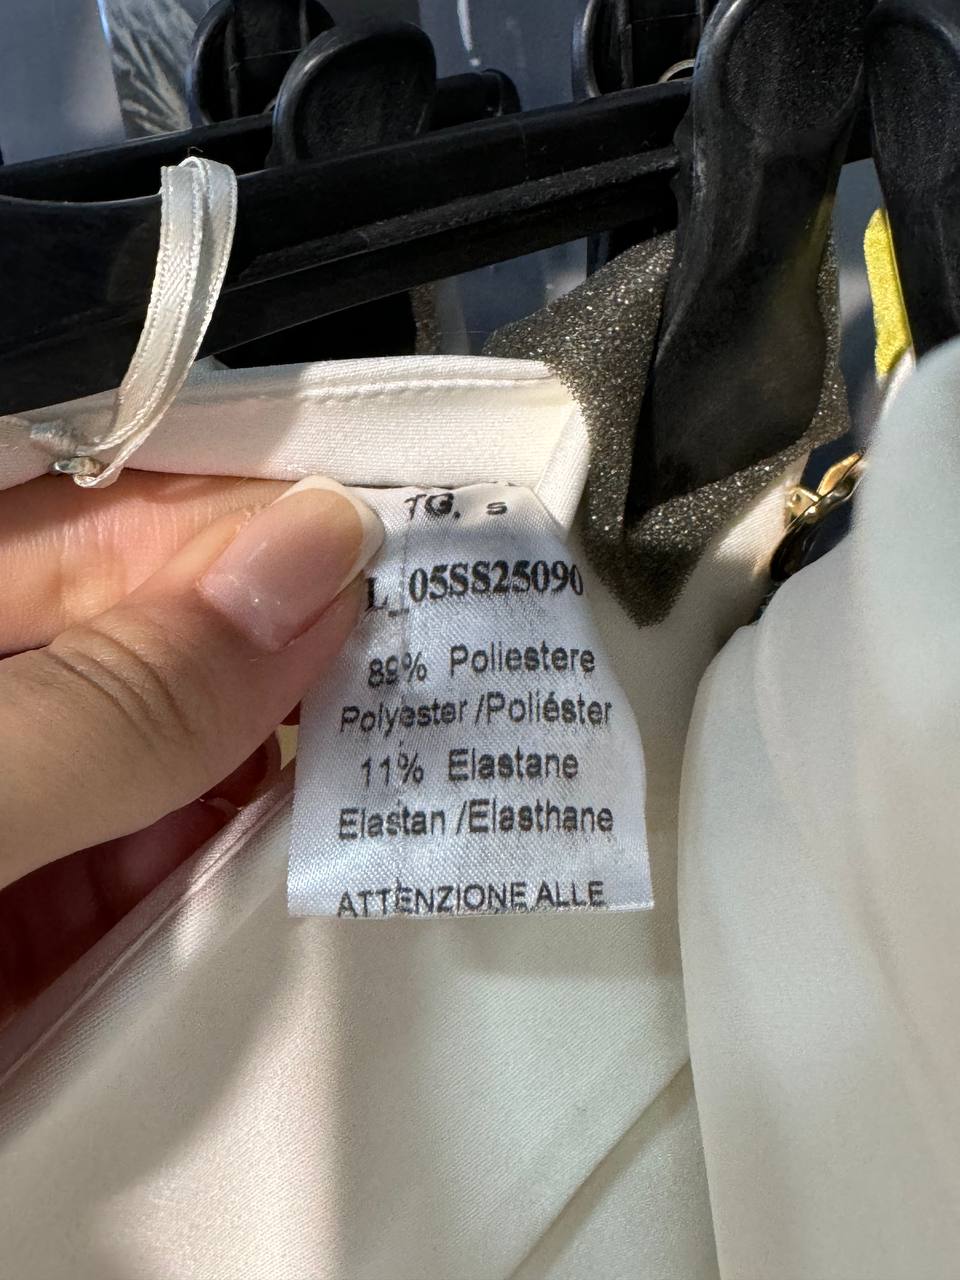 TG. s
L_05SS25090
89% Poliestere
Polyester /Poliéster
11% Elastane
Elastan /Elasthane
ATTENZIONE ALLE